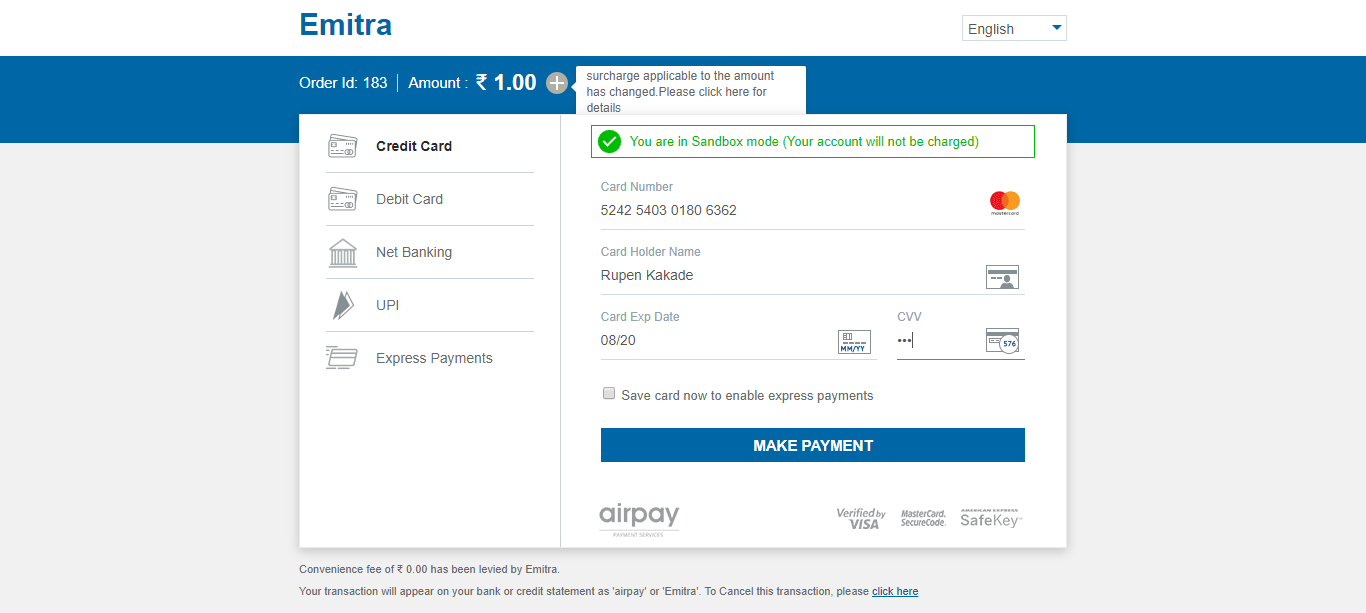 Emitra
English
Order Id: 183 | Amount : ₹ 1.00
surcharge applicable to the amount
has changed.Please click here for
details
Credit Card
Debit Card
Net Banking
UPI
Express Payments
You are in Sandbox mode (Your account will not be charged)
Card Number
5242 5403 0180 6362
mastercard
Card Holder Name
Rupen Kakade
Card Exp Date
08/20
MM/YY
CVV
•••
576
Save card now to enable express payments
MAKE PAYMENT
airpay
PAYMENT SERVICES
Verified by
VISA
MasterCard.
SecureCode.
AMERICAN EXPRESS
SafeKey
Convenience fee of ₹ 0.00 has been levied by Emitra.
Your transaction will appear on your bank or credit statement as 'airpay' or 'Emitra'. To Cancel this transaction, please click here